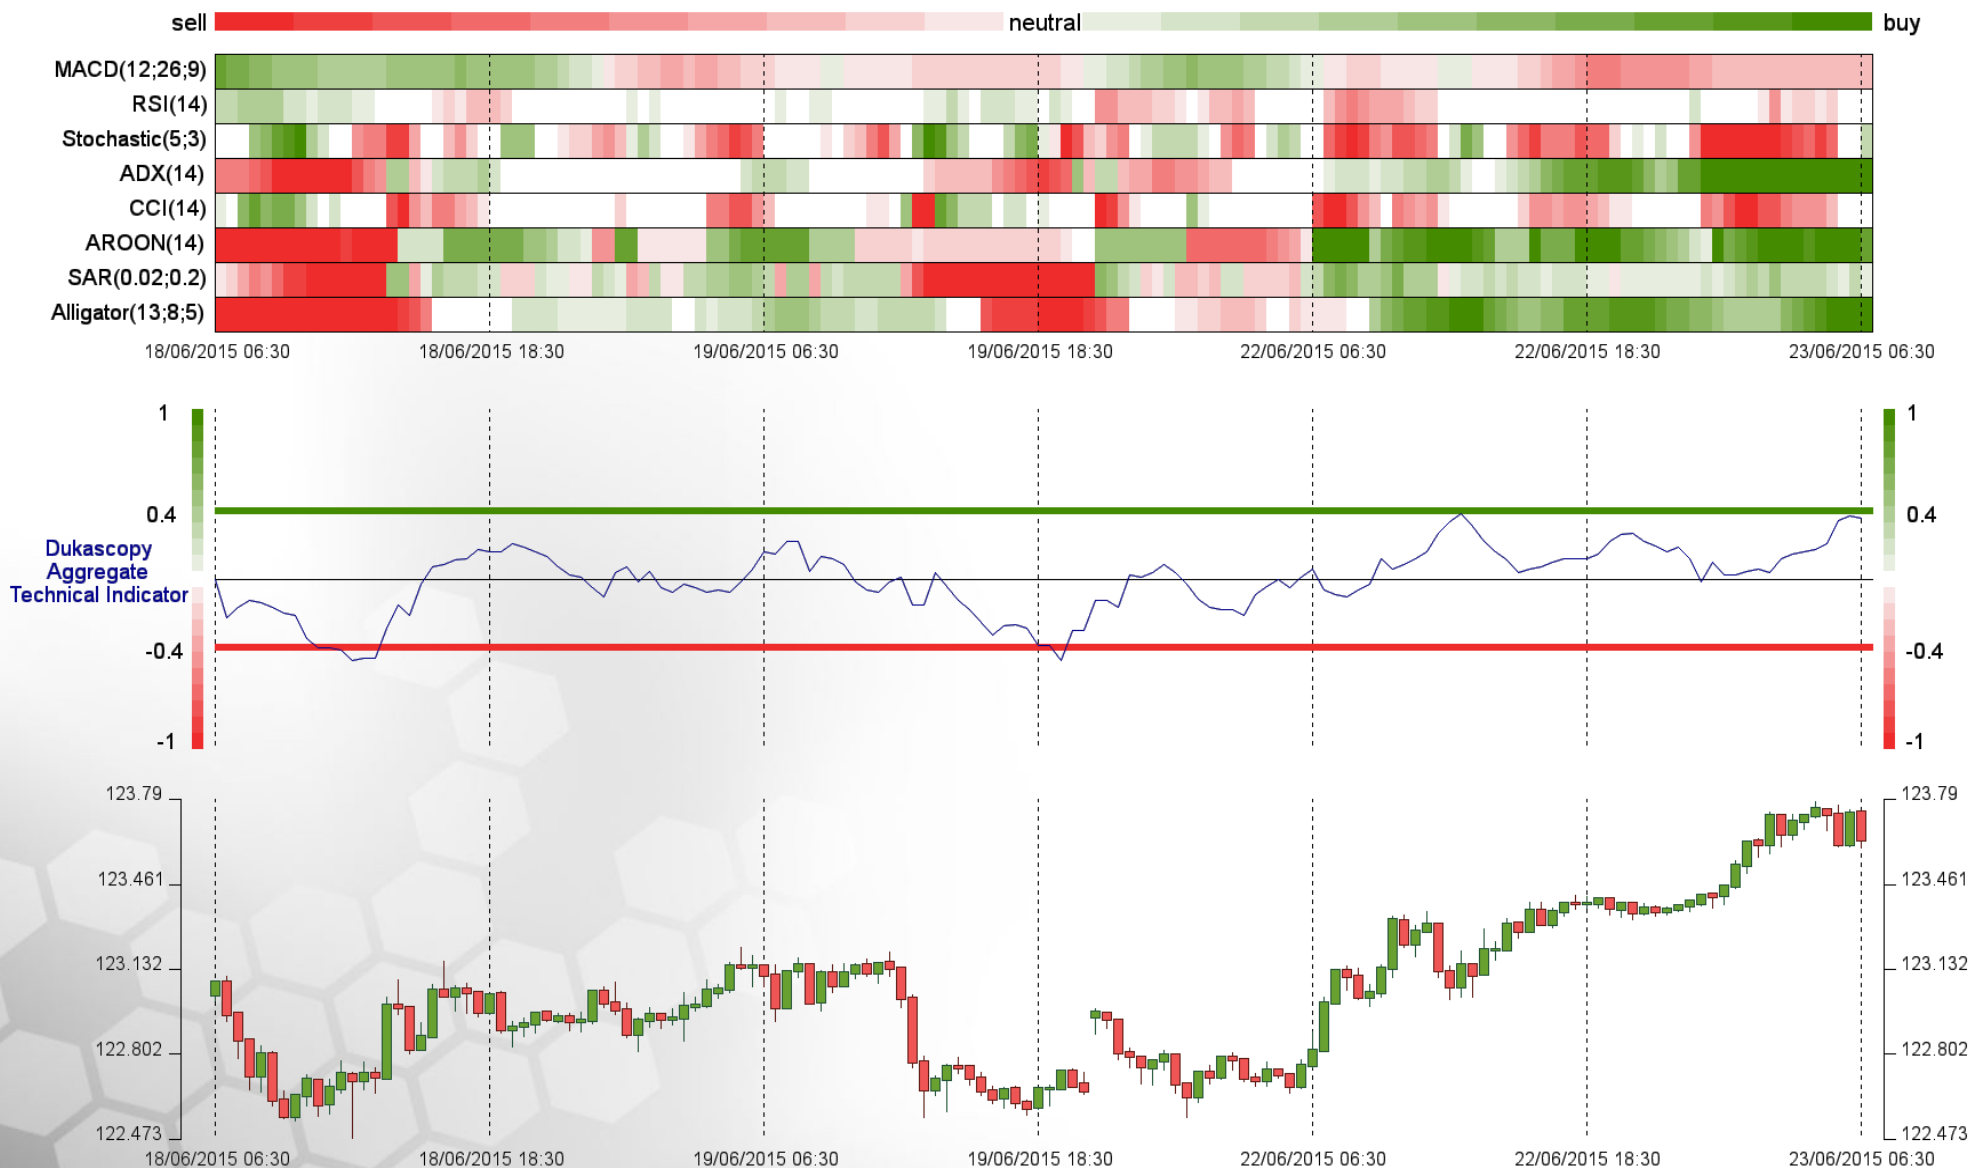 sell neutral buy
MACD(12;26;9)
RSI(14)
Stochastic(5;3)
ADX(14)
CCI(14)
AROON(14)
SAR(0.02;0.2)
Alligator(13;8;5)
18/06/2015 06:30 18/06/2015 18:30 19/06/2015 06:30 19/06/2015 18:30 22/06/2015 06:30 22/06/2015 18:30 23/06/2015 06:30
1 1
0.4 0.4
Dukascopy
Aggregate
Technical Indicator
-0.4 -0.4
-1 -1
123.79 123.79
123.461 123.461
123.132 123.132
122.802 122.802
122.473 122.473
18/06/2015 06:30 18/06/2015 18:30 19/06/2015 06:30 19/06/2015 18:30 22/06/2015 06:30 22/06/2015 18:30 23/06/2015 06:30